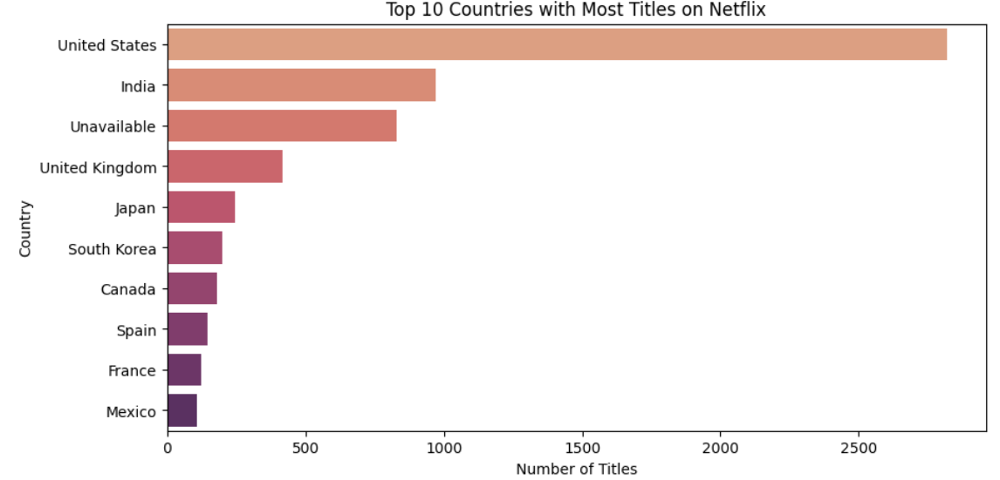 Top 10 Countries with Most Titles on Netflix
United States
India
Unavailable
United Kingdom
Japan
South Korea
Canada
Spain
France
Mexico
Country
0 500 1000 1500 2000 2500
Number of Titles